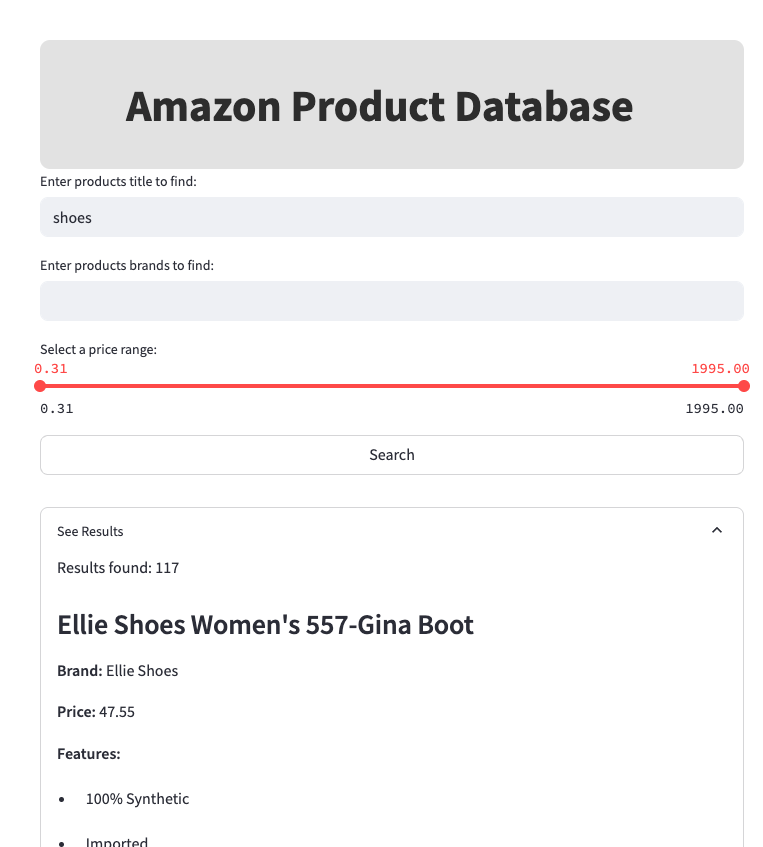 Amazon Product Database
Enter products title to find:
shoes
Enter products brands to find:
Select a price range:
0.31 1995.00
0.31 1995.00
Search
See Results
Results found: 117
Ellie Shoes Women's 557-Gina Boot
Brand: Ellie Shoes
Price: 47.55
Features:
• 100% Synthetic
• Imported